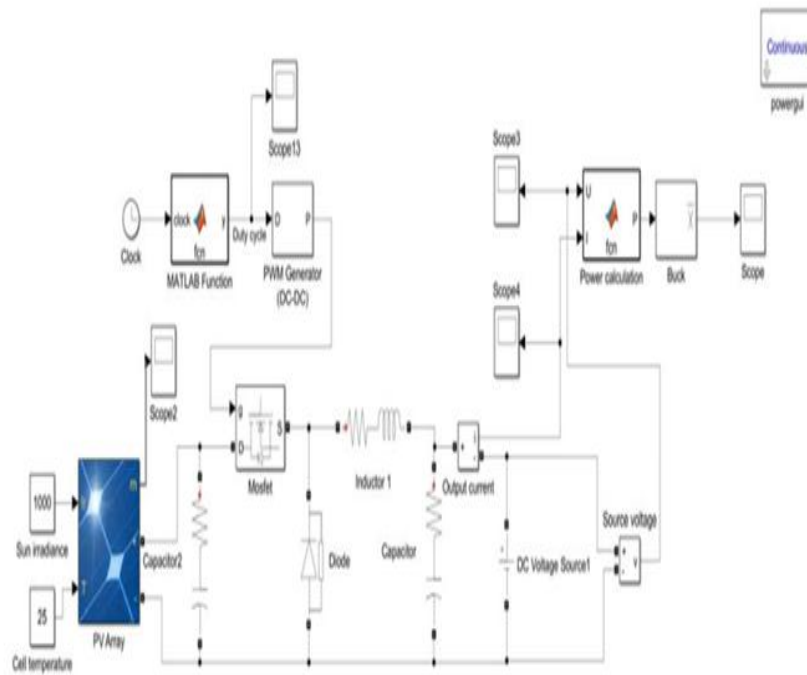 Continuous
powergui
Scope13
Scope3
clock
y
fcn
Clock
MATLAB Function
Duty cycle
D
P
PWM Generator
(DC-DC)
U
I
P
fcn
Power calculation
Buck
Scope
Scope4
Scope2
g
D
S
Mosfet
Inductor 1
i
+
-
Output current
1000
Sun irradiance
m
+
-
T
25
Cell temperature
PV Array
Capacitor2
Diode
Capacitor
DC Voltage Source1
Source voltage
+
-
v